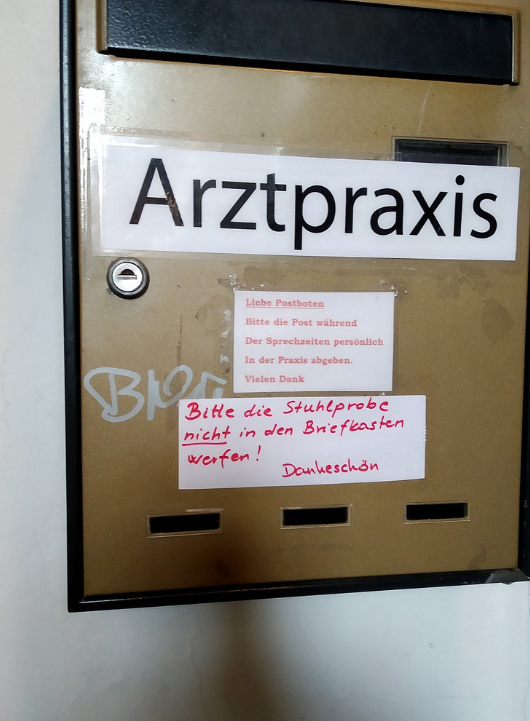 Arztpraxis
Liebe Postboten
Bitte die Post während
Der Sprechzeiten persönlich
In der Praxis abgeben.
Vielen Dank
Bitte die Stuhlprobe
nicht in den Briefkasten
werfen!
Dankeschön